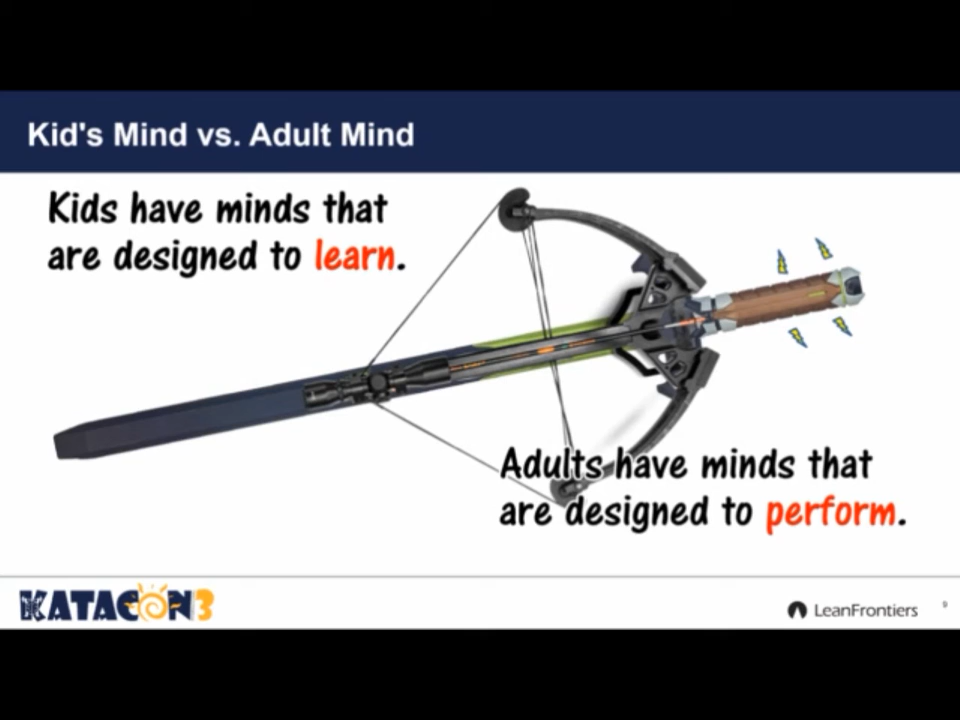 Kid's Mind vs. Adult Mind
Kids have minds that
are designed to learn.
Adults have minds that
are designed to perform.
KATACON3
LeanFrontiers
9